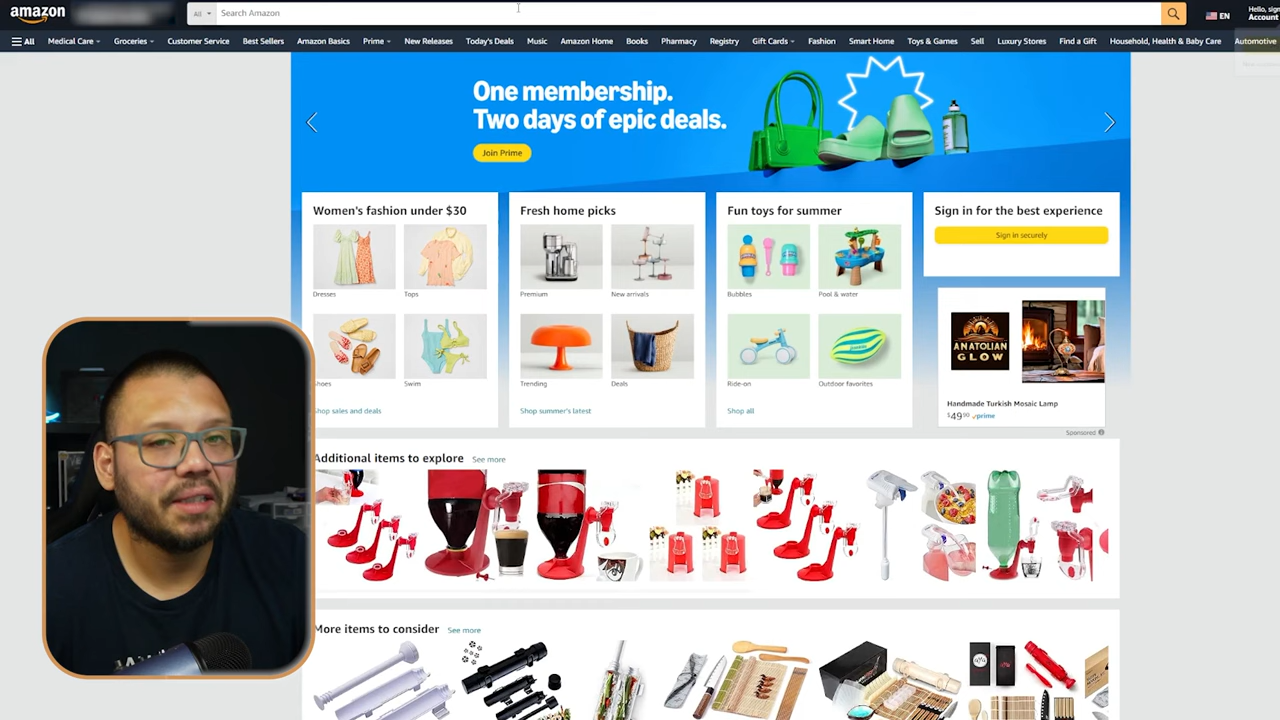 amazon
All
Search Amazon
EN
Hello, sign
Account
All
Medical Care
Groceries
Customer Service
Best Sellers
Amazon Basics
Prime
New Releases
Today's Deals
Music
Amazon Home
Books
Pharmacy
Registry
Gift Cards
Fashion
Smart Home
Toys & Games
Sell
Luxury Stores
Find a Gift
Household, Health & Baby Care
Automotive
One membership.
Two days of epic deals.
Join Prime
Women's fashion under $30
Dresses
Tops
Shoes
Swim
Shop sales and deals
Fresh home picks
Premium
New arrivals
Trending
Deals
Shop summer's latest
Fun toys for summer
Bubbles
Pool & water
Ride-on
Outdoor favorites
Shop all
Sign in for the best experience
Sign in securely
ANATOLIAN
GLOW
Handmade Turkish Mosaic Lamp
$49 prime
Sponsored
Additional items to explore
See more
More items to consider
See more